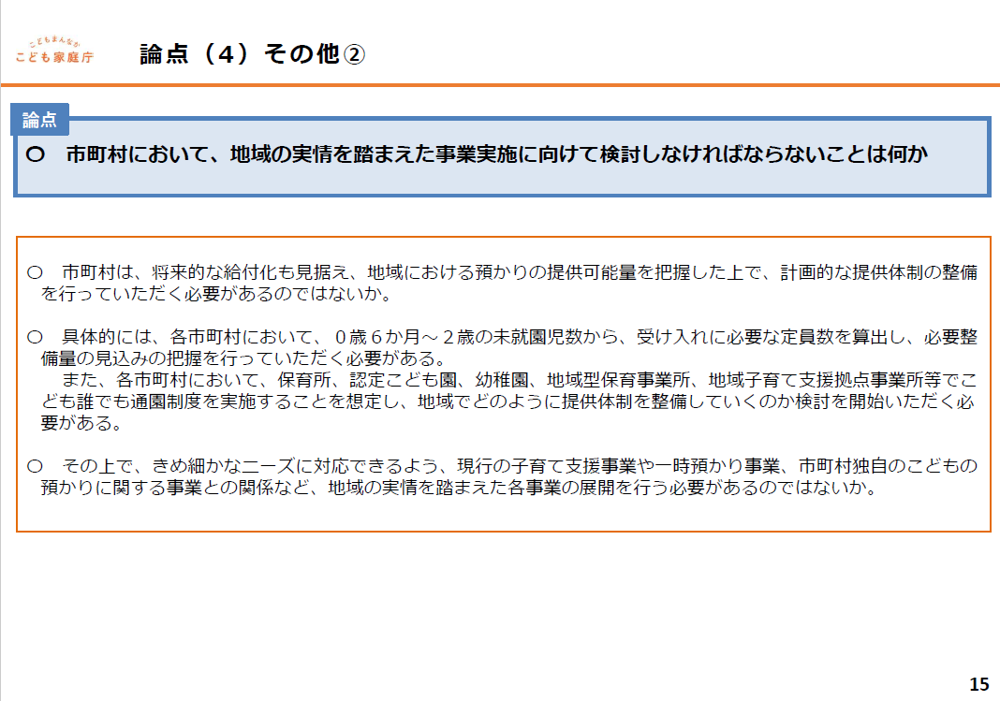 こどもまんなか
こども家庭庁
論点（4）その他②
論点
〇　市町村において、地域の実情を踏まえた事業実施に向けて検討しなければならないことは何か
〇　市町村は、将来的な給付化も見据え、地域における預かりの提供可能量を把握した上で、計画的な提供体制の整備
を行っていただく必要があるのではないか。
〇　具体的には、各市町村において、０歳６か月～２歳の未就園児数から、受け入れに必要な定員数を算出し、必要整
備量の見込みの把握を行っていただく必要がある。
また、各市町村において、保育所、認定こども園、幼稚園、地域型保育事業所、地域子育て支援拠点事業所等でこ
ども誰でも通園制度を実施することを想定し、地域でどのように提供体制を整備していくのか検討を開始いただく必
要がある。
〇　その上で、きめ細かなニーズに対応できるよう、現行の子育て支援事業や一時預かり事業、市町村独自のこどもの
預かりに関する事業との関係など、地域の実情を踏まえた各事業の展開を行う必要があるのではないか。
15